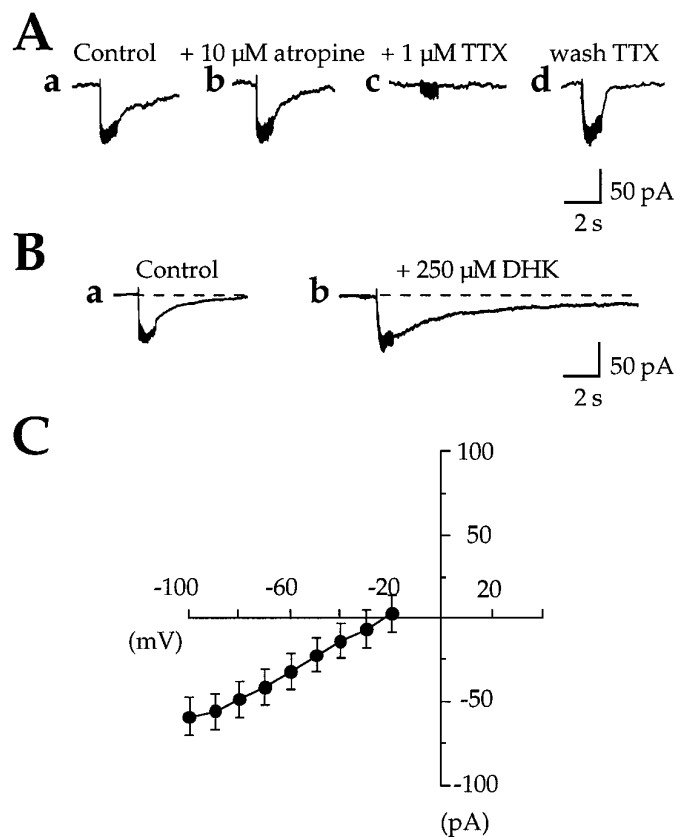 A
Control + 10 µM atropine + 1 µM TTX wash TTX
a b c d
50 pA
2 s
B
Control + 250 µM DHK
a b
50 pA
2 s
C
100
50
-100 -60 -20 20
(mV)
-50
-100
(pA)